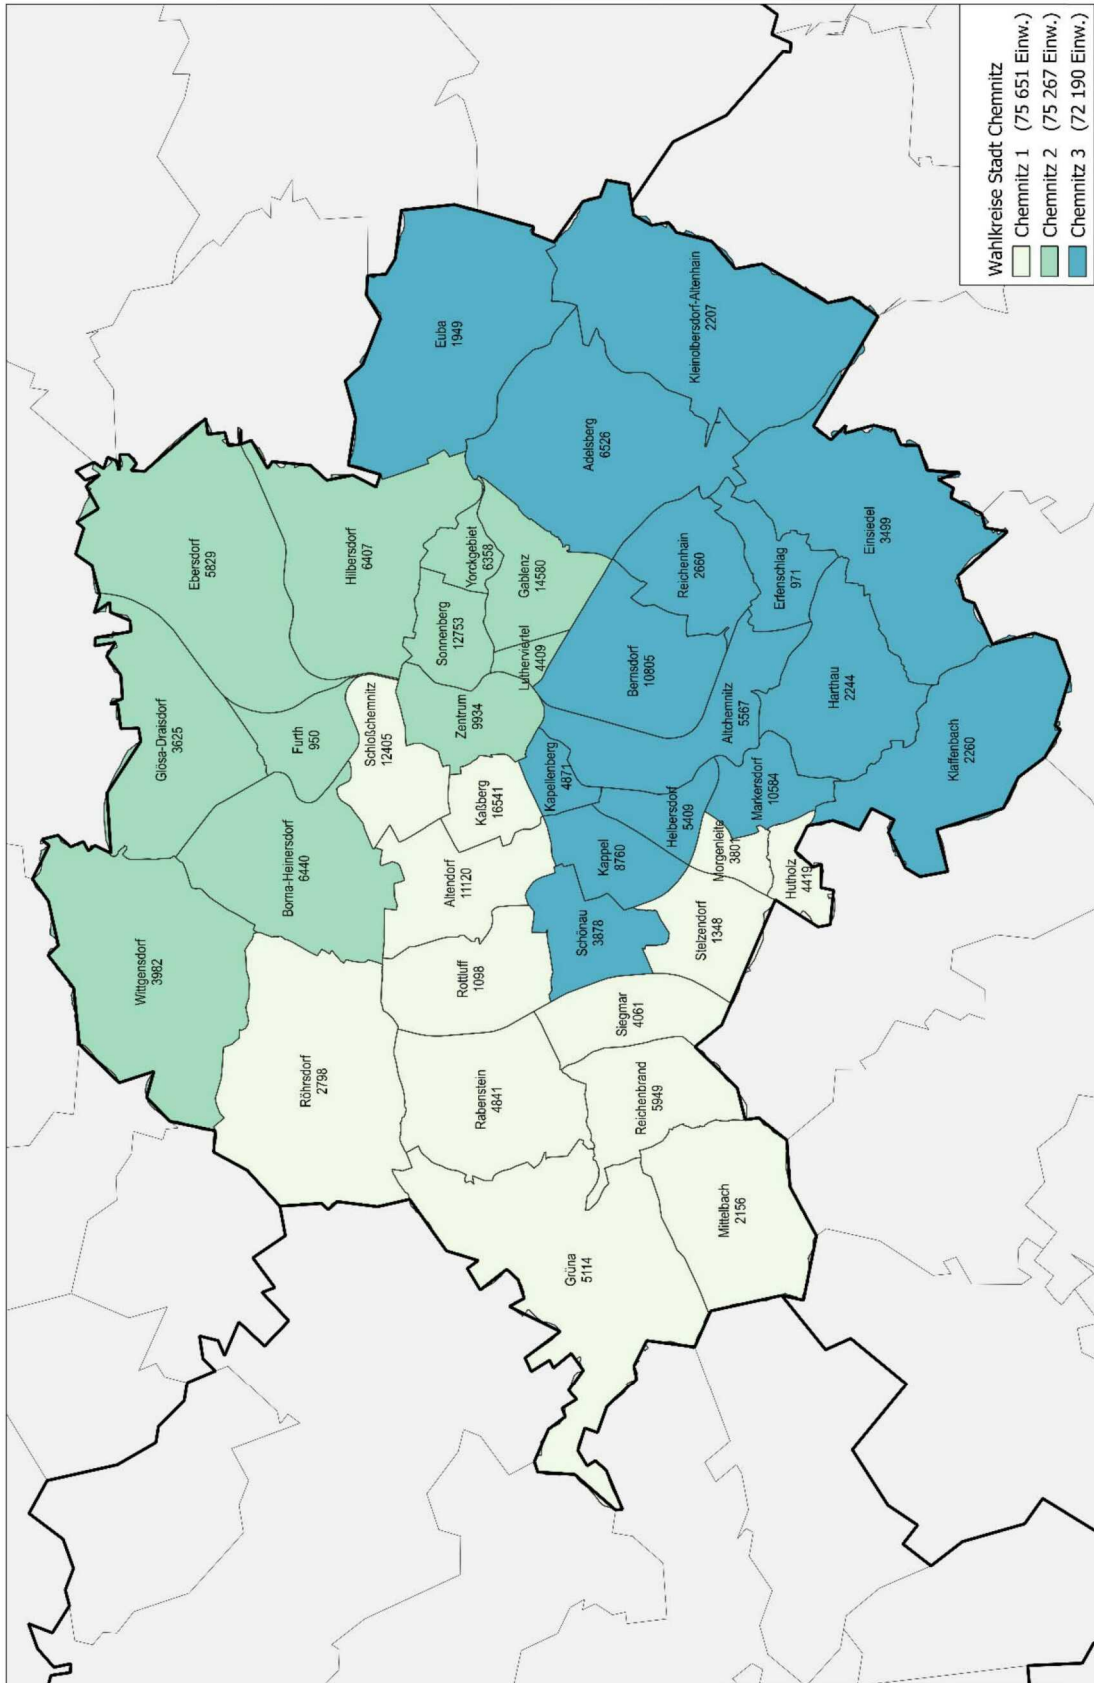 Wittgensdorf
3982
Glösa-Draisdorf
3625
Ebersdorf
5829
Borna-Heinersdorf
6440
Furth
950
Hilbersdorf
6407
Röhrsdorf
2798
Schloßchemnitz
12405
Euba
1949
Rottluff
1098
Altendorf
11120
Kaßberg
16541
Zentrum
9934
Sonnenberg
12753
Yorckgebiet
6358
Rabenstein
4841
Lutherviertel
4409
Gablenz
14580
Grüna
5114
Schönau
3878
Kapellenberg
4871
Kappel
8760
Adelsberg
6526
Siegmar
4061
Reichenbrand
5949
Bernsdorf
10805
Helbersdorf
5409
Reichenhain
2660
Kleinolbersdorf-Altenhain
2207
Mittelbach
2156
Stelzendorf
1348
Morgenleite
3801
Altchemnitz
5567
Markersdorf
10584
Erfenschlag
971
Hutholz
4419
Harthau
2244
Einsiedel
3499
Klaffenbach
2260
Wahlkreise Stadt Chemnitz
Chemnitz 1 (75 651 Einw.)
Chemnitz 2 (75 267 Einw.)
Chemnitz 3 (72 190 Einw.)